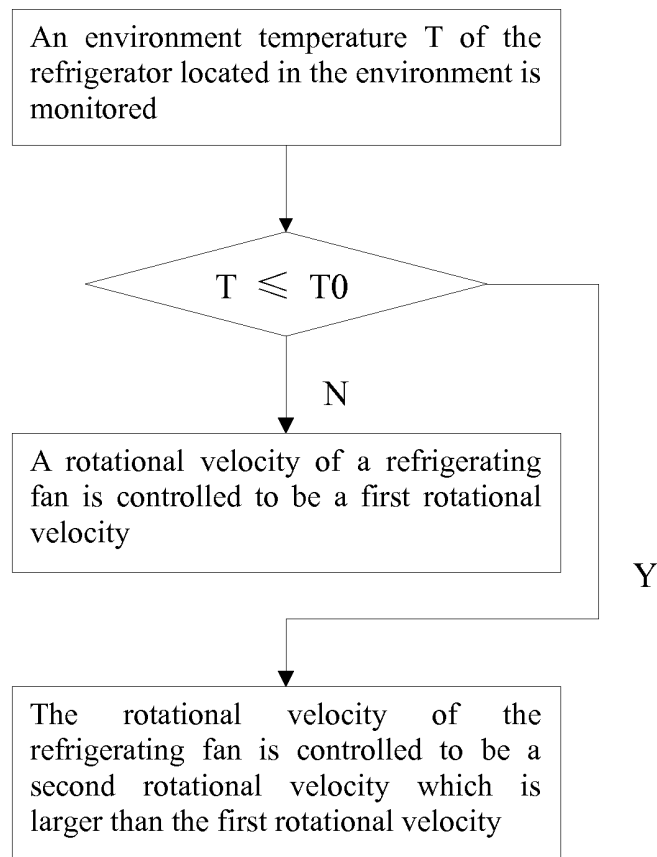 An environment temperature T of the
refrigerator located in the environment is
monitored
T ≤ T0
N
A rotational velocity of a refrigerating
fan is controlled to be a first rotational
velocity
Y
The rotational velocity of the
refrigerating fan is controlled to be a
second rotational velocity which is
larger than the first rotational velocity